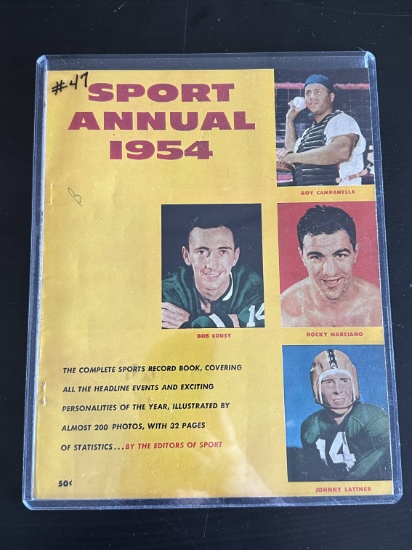 #47
SPORT
ANNUAL
1954
B
ROY CAMPANELLA
14
BOB COUSY
ROCKY MARCIANO
THE COMPLETE SPORTS RECORD BOOK, COVERING
ALL THE HEADLINE EVENTS AND EXCITING
PERSONALITIES OF THE YEAR, ILLUSTRATED BY
ALMOST 200 PHOTOS, WITH 32 PAGES
OF STATISTICS...BY THE EDITORS OF SPORT
14
50¢
JOHNNY LATTNER